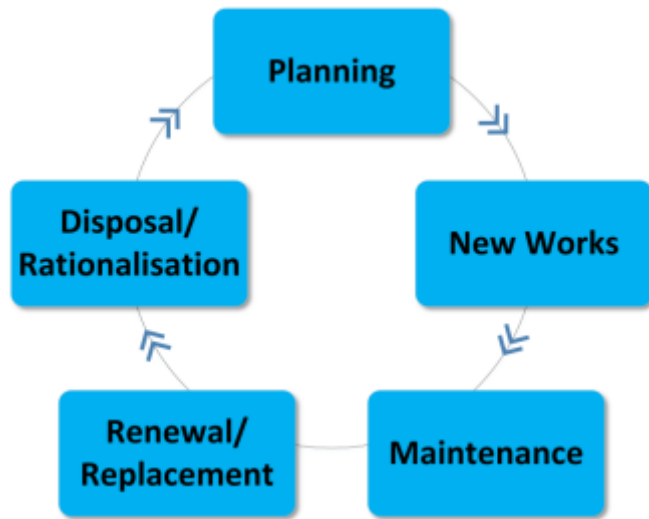 Planning
New Works
Maintenance
Renewal/
Replacement
Disposal/
Rationalisation